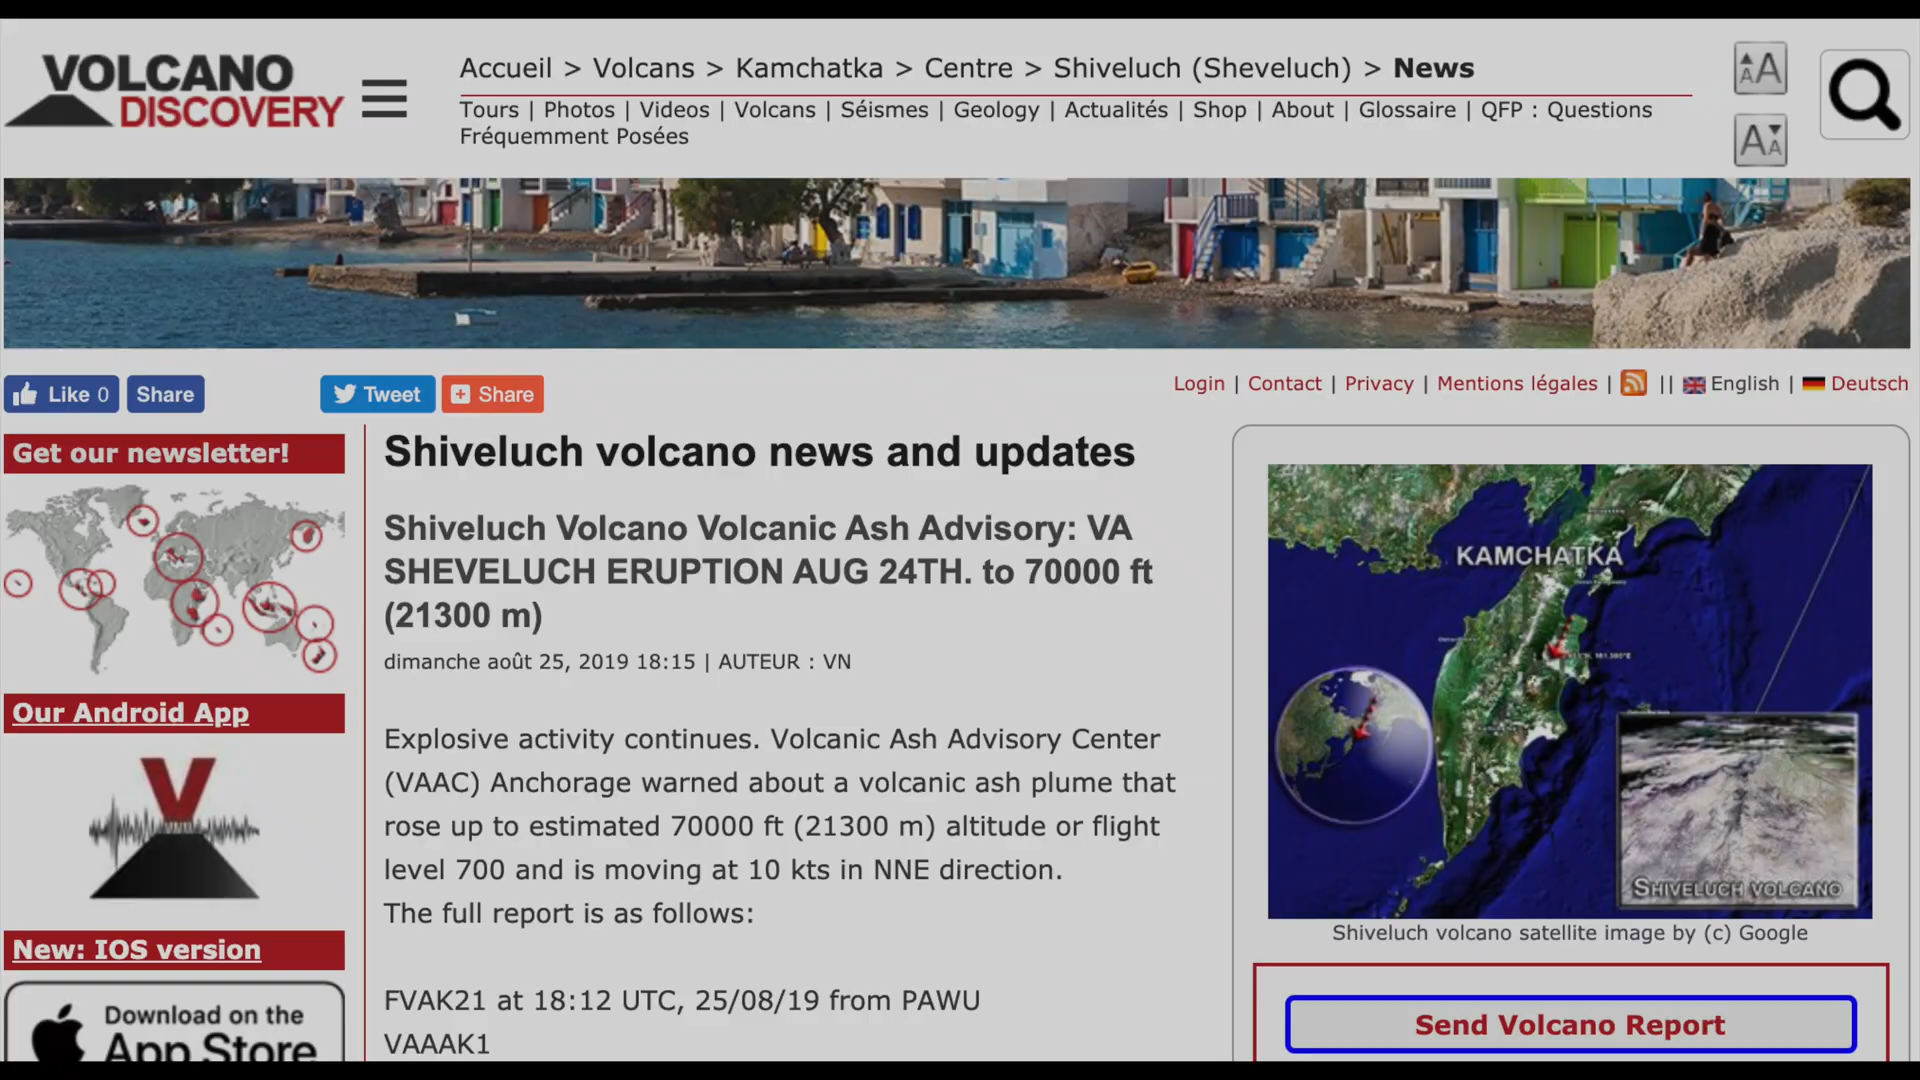 VOLCANO
DISCOVERY
Accueil > Volcans > Kamchatka > Centre > Shiveluch (Sheveluch) > News
Tours | Photos | Videos | Volcans | Séismes | Geology | Actualités | Shop | About | Glossaire | QFP : Questions
Fréquemment Posées
AA
AA
Like 0
Share
Tweet
Share
Login | Contact | Privacy | Mentions légales | || English | Deutsch
Get our newsletter!
Our Android App
V
New: IOS version
Download on the
App Store
Shiveluch volcano news and updates
Shiveluch Volcano Volcanic Ash Advisory: VA
SHEVELUCH ERUPTION AUG 24TH. to 70000 ft
(21300 m)
dimanche août 25, 2019 18:15 | AUTEUR : VN
Explosive activity continues. Volcanic Ash Advisory Center
(VAAC) Anchorage warned about a volcanic ash plume that
rose up to estimated 70000 ft (21300 m) altitude or flight
level 700 and is moving at 10 kts in NNE direction.
The full report is as follows:
FVAK21 at 18:12 UTC, 25/08/19 from PAWU
VAAAK1
KAMCHATKA
SHIVELUCH VOLCANO
Shiveluch volcano satellite image by (c) Google
Send Volcano Report